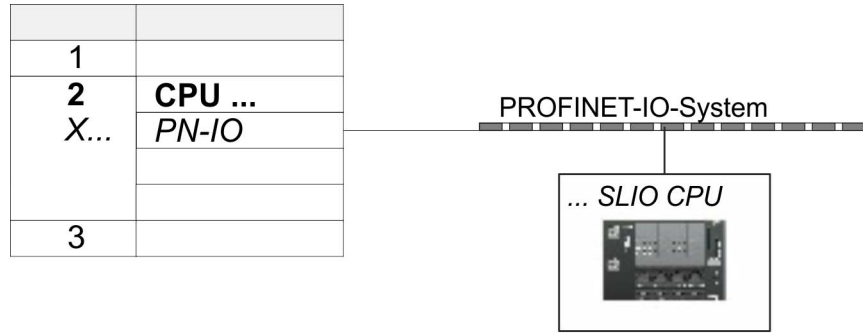 1
2 CPU ...
X... PN-IO
3
PROFINET-IO-System
... SLIO CPU